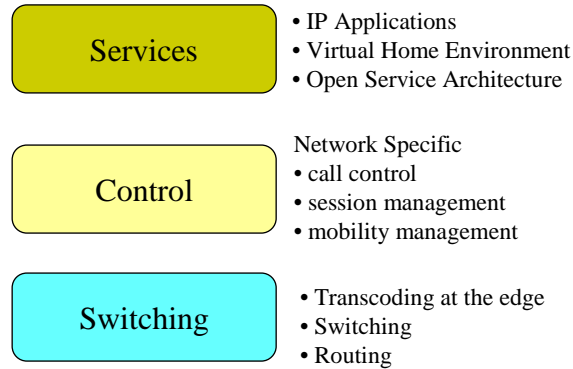 Services
• IP Applications
• Virtual Home Environment
• Open Service Architecture
Control
Network Specific
• call control
• session management
• mobility management
Switching
• Transcoding at the edge
• Switching
• Routing